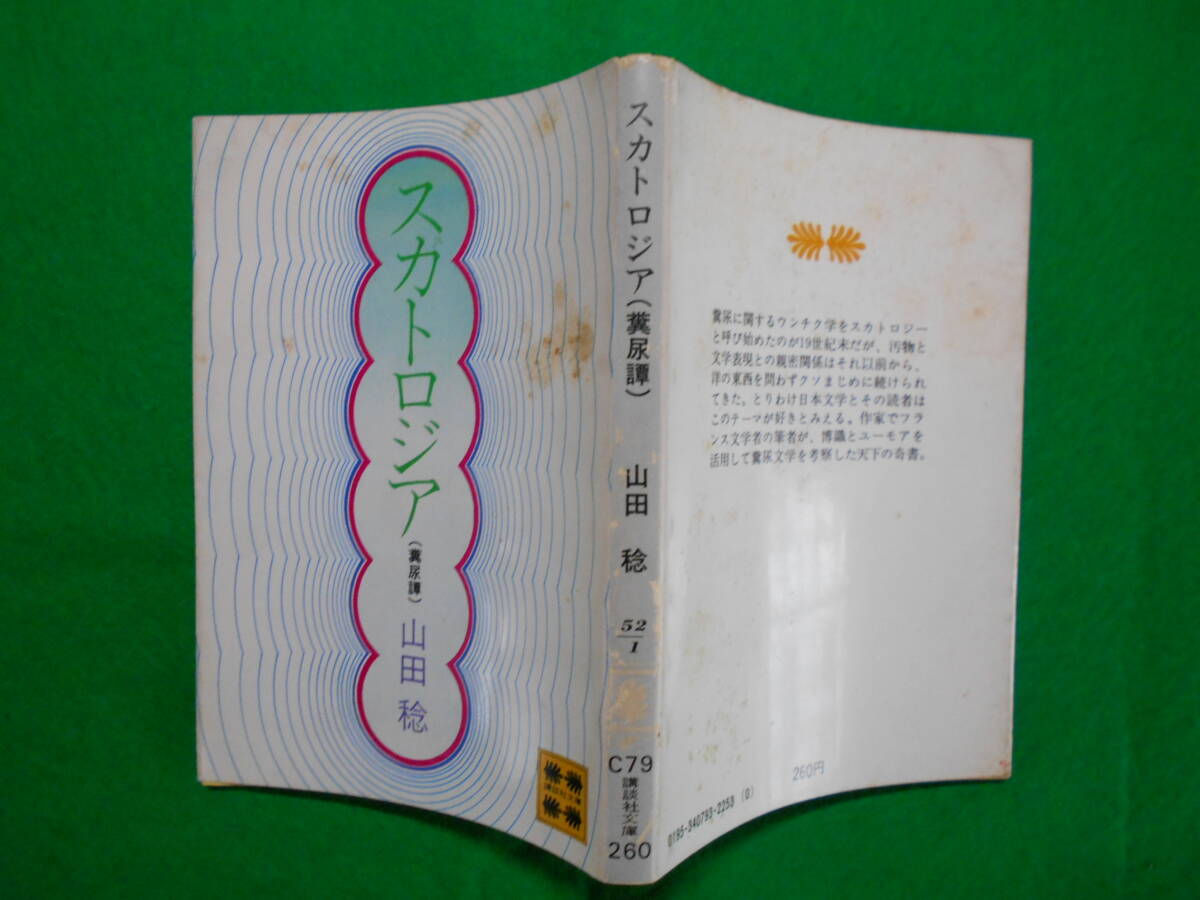 スカトロジア
(糞尿譚)
山田 稔
講談社文庫
スカトロジア(糞尿譚) 山田 稔
52
1
C79
講談社文庫
260
糞尿に関するウンチク学をスカトロジー
と呼び始めたのが19世紀末だが、汚物と
文学表現との親密関係はそれ以前から、
洋の東西を問わずクソまじめに続けられ
てきた。とりわけ日本文学とその読者は
このテーマが好きとみえる。作家でフラ
ンス文学者の筆者が、博識とユーモアを
活用して糞尿文学を考察した天下の奇書。
260円
0195-340793-2253 (0)